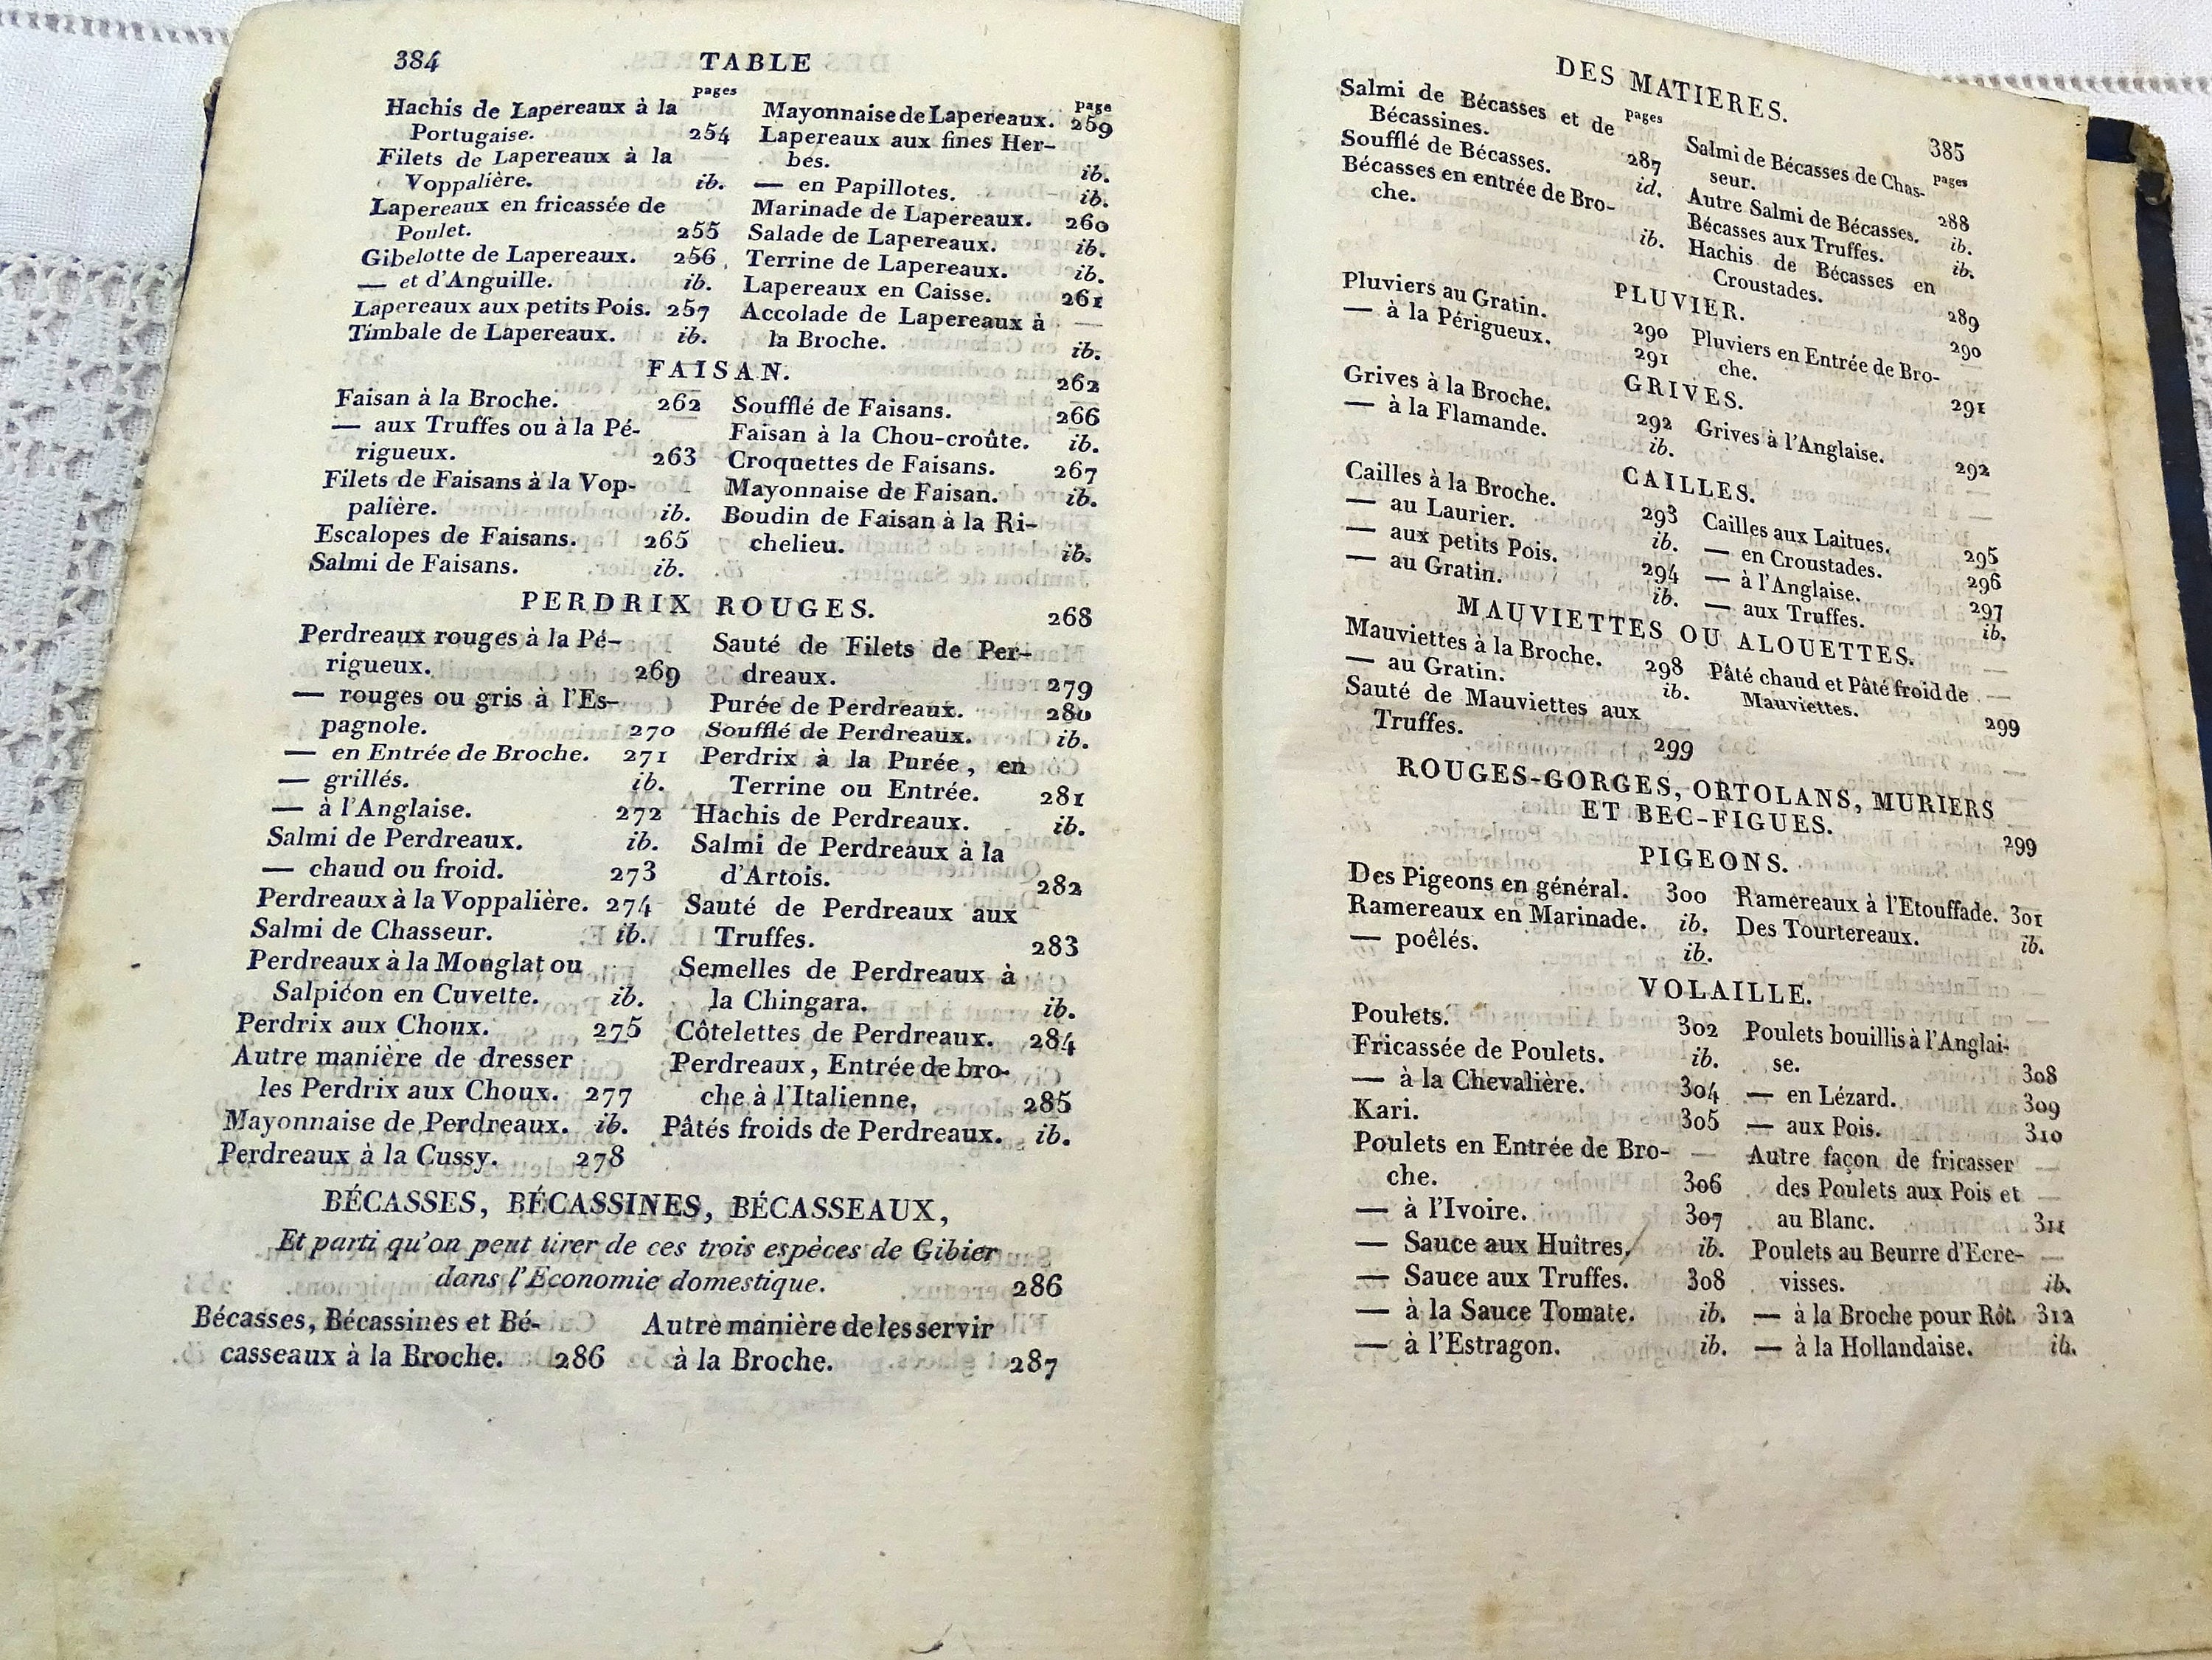 384 TABLE
pages
Hachis de Lapereaux à la
Portugaise. 254
Filets de Lapereaux à la
Voppalière. ib.
Lapereaux en fricassée de
Poulet. 255
Gibelotte de Lapereaux. 256
— et d'Anguille. ib.
Lapereaux aux petits Pois. 257
Timbale de Lapereaux. ib.
page
Mayonnaise de Lapereaux. 259
Lapereaux aux fines Her-
bes. ib.
— en Papillotes. ib.
Marinade de Lapereaux. 260
Salade de Lapereaux. ib.
Terrine de Lapereaux. ib.
Lapereaux en Caisse. 261
Accolade de Lapereaux à
la Broche. ib.
FAISAN. 262
Faisan à la Broche. 262
— aux Truffes ou à la Pé-
rigueux. 263
Filets de Faisans à la Vop-
palière. ib.
Escalopes de Faisans. 265
Salmi de Faisans. ib.
Soufflé de Faisans. 266
Faisan à la Chou-croûte. ib.
Croquettes de Faisans. 267
Mayonnaise de Faisan. ib.
Boudin de Faisan à la Ri-
chelieu. ib.
PERDRIX ROUGES. 268
Perdreaux rouges à la Pé-
rigueux. 269
— rouges ou gris à l'Es-
pagnole. 270
— en Entrée de Broche. 271
— grillés. ib.
— à l'Anglaise. 272
Salmi de Perdreaux. ib.
— chaud ou froid. 273
Perdreaux à la Voppalière. 274
Salmi de Chasseur. ib.
Perdreaux à la Monglat ou
Salpicon en Cuvette. ib.
Perdrix aux Choux. 275
Autre manière de dresser
les Perdrix aux Choux. 277
Mayonnaise de Perdreaux. ib.
Perdreaux à la Cussy. 278
Sauté de Filets de Per-
dreaux. 279
Purée de Perdreaux. 280
Soufflé de Perdreaux. ib.
Perdrix à la Purée, en
Terrine ou Entrée. 281
Hachis de Perdreaux. ib.
Salmi de Perdreaux à la
d'Artois. 282
Sauté de Perdreaux aux
Truffes. 283
Semelles de Perdreaux à
la Chingara. ib.
Côtelettes de Perdreaux. 284
Perdreaux, Entrée de bro-
che à l'Italienne, 285
Pâtés froids de Perdreaux. ib.
BÉCASSES, BÉCASSINES, BÉCASSEAUX,
Et parti qu'on peut tirer de ces trois espèces de Gibier
dans l'Economie domestique. 286
Bécasses, Bécassines et Bé-
casseaux à la Broche. 286
Autre manière de les servir
à la Broche. 287
DES MATIERES. 385
pages
Salmi de Bécasses et de
Bécassines. 287
Soufflé de Bécasses. id.
Bécasses en entrée de Bro-
che. ib.
pages
Salmi de Bécasses de Chas-
seur. 288
Autre Salmi de Bécasses. ib.
Bécasses aux Truffes. ib.
Hachis de Bécasses en
Croustades. 289
PLUVIER. 290
Pluviers au Gratin. 290
— à la Périgueux. 291
Pluviers en Entrée de Bro-
che. 291
GRIVES.
Grives à la Broche. 292
— à la Flamande. ib.
Grives à l'Anglaise. 292
CAILLES.
Cailles à la Broche. 293
— au Laurier. ib.
— aux petits Pois. 294
— au Gratin. ib.
Cailles aux Laitues. 295
— en Croustades. 296
— à l'Anglaise. 297
— aux Truffes. ib.
MAUVIETTES OU ALOUETTES.
Mauviettes à la Broche. 298
— au Gratin. ib.
Sauté de Mauviettes aux
Truffes. 299
Pâté chaud et Pâté froid de
Mauviettes. 299
ROUGES-GORGES, ORTOLANS, MURIERS
ET BEC-FIGUES. 299
PIGEONS.
Des Pigeons en général. 300
Ramereaux en Marinade. ib.
— poêlés. ib.
Ramereaux à l'Etouffade. 301
Des Tourtereaux. ib.
VOLAILLE.
Poulets. 302
Fricassée de Poulets. ib.
— à la Chevalière. 304
Kari. 305
Poulets en Entrée de Bro-
che. 306
— à l'Ivoire. 307
— Sauce aux Huîtres, ib.
— Sauce aux Truffes. 308
— à la Sauce Tomate. ib.
— à l'Estragon. ib.
Poulets bouillis à l'Anglai-
se. 308
— en Lézard. 309
— aux Pois. 310
Autre façon de fricasser
des Poulets aux Pois et
au Blanc. 311
Poulets au Beurre d'Ecre-
visses. ib.
— à la Broche pour Rôt. 312
— à la Hollandaise. ib.